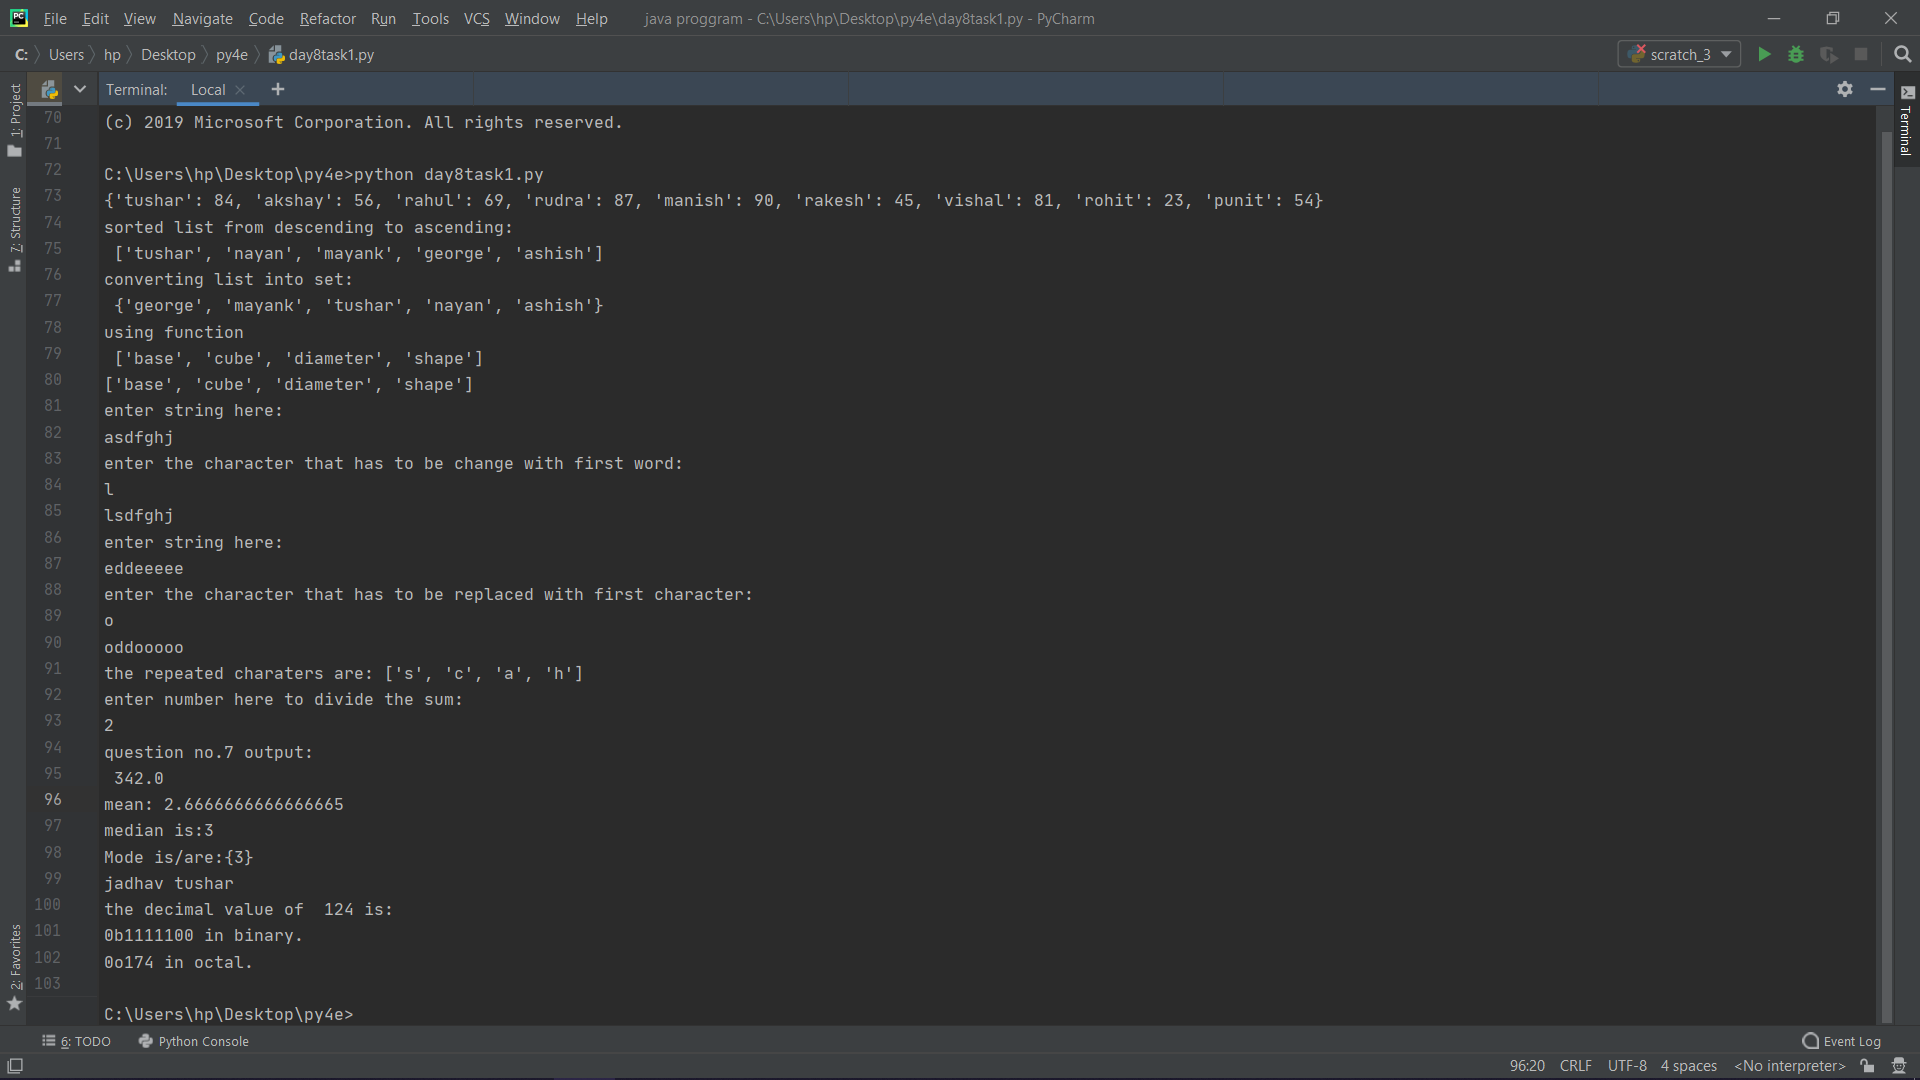 File Edit View Navigate Code Refactor Run Tools VCS Window Help java proggram - C:\Users\hp\Desktop\py4e\day8task1.py - PyCharm
C: Users hp Desktop py4e day8task1.py scratch_3
Terminal: Local
1: Project
7: Structure
2: Favorites
Terminal
70 (c) 2019 Microsoft Corporation. All rights reserved.
71
72 C:\Users\hp\Desktop\py4e>python day8task1.py
73 {'tushar': 84, 'akshay': 56, 'rahul': 69, 'rudra': 87, 'manish': 90, 'rakesh': 45, 'vishal': 81, 'rohit': 23, 'punit': 54}
74 sorted list from descending to ascending:
75 ['tushar', 'nayan', 'mayank', 'george', 'ashish']
76 converting list into set:
77 {'george', 'mayank', 'tushar', 'nayan', 'ashish'}
78 using function
79 ['base', 'cube', 'diameter', 'shape']
80 ['base', 'cube', 'diameter', 'shape']
81 enter string here:
82 asdfghj
83 enter the character that has to be change with first word:
84 l
85 lsdfghj
86 enter string here:
87 eddeeeee
88 enter the character that has to be replaced with first character:
89 o
90 oddooooo
91 the repeated charaters are: ['s', 'c', 'a', 'h']
92 enter number here to divide the sum:
93 2
94 question no.7 output:
95 342.0
96 mean: 2.6666666666666665
97 median is:3
98 Mode is/are:{3}
99 jadhav tushar
100 the decimal value of  124 is:
101 0b1111100 in binary.
102 0o174 in octal.
103
C:\Users\hp\Desktop\py4e>
6: TODO Python Console Event Log
96:20 CRLF UTF-8 4 spaces <No interpreter>